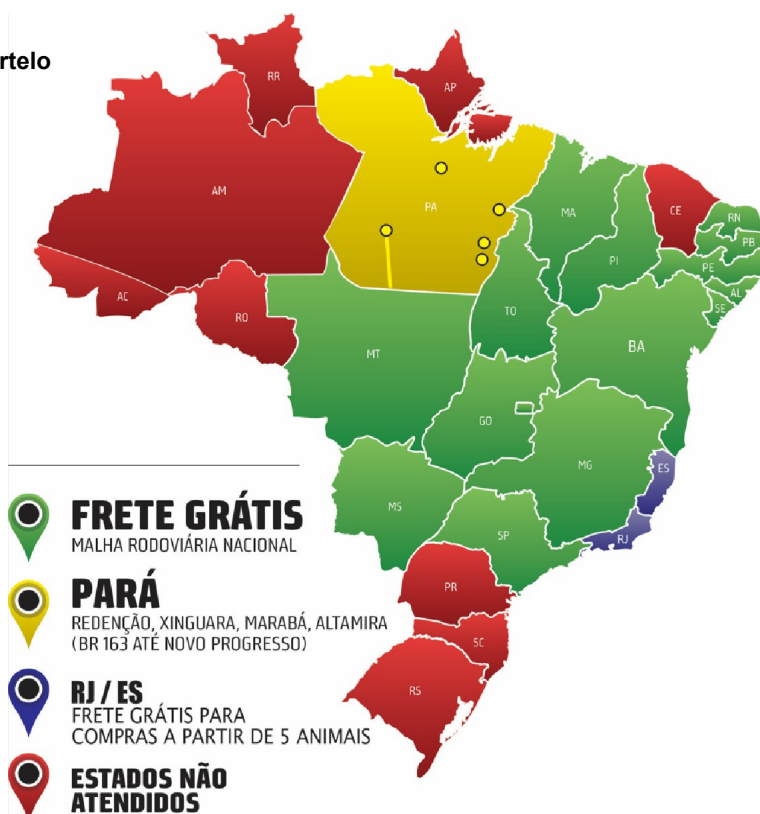 rtelo
RR
AP
AM
PA
MA
CE
RN
PB
PI
PE
AL
SE
AC
RO
TO
BA
MT
GO
MG
ES
MS
SP
RJ
PR
SC
RS
FRETE GRÁTIS
MALHA RODOVIÁRIA NACIONAL
PARÁ
REDENÇÃO, XINGUARA, MARABÁ, ALTAMIRA
(BR 163 ATÉ NOVO PROGRESSO)
RJ / ES
FRETE GRÁTIS PARA
COMPRAS A PARTIR DE 5 ANIMAIS
ESTADOS NÃO
ATENDIDOS